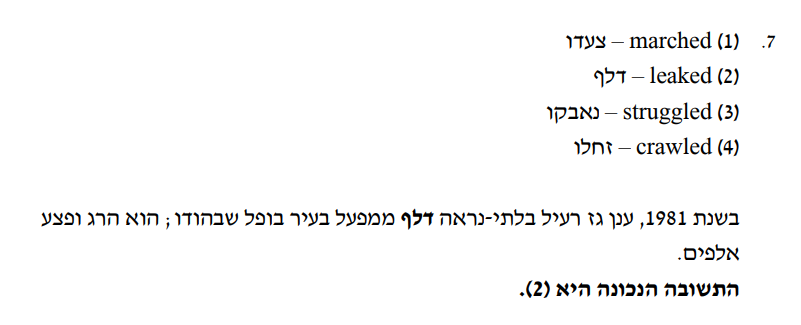 7. (1) marched – צעדו
(2) leaked – דלף
(3) struggled – נאבקו
(4) crawled – זחלו
בשנת 1981, ענן גז רעיל בלתי-נראה דלף ממפעל בעיר בופל שבהודו ; הוא הרג ופצע
אלפים.
התשובה הנכונה היא (2).